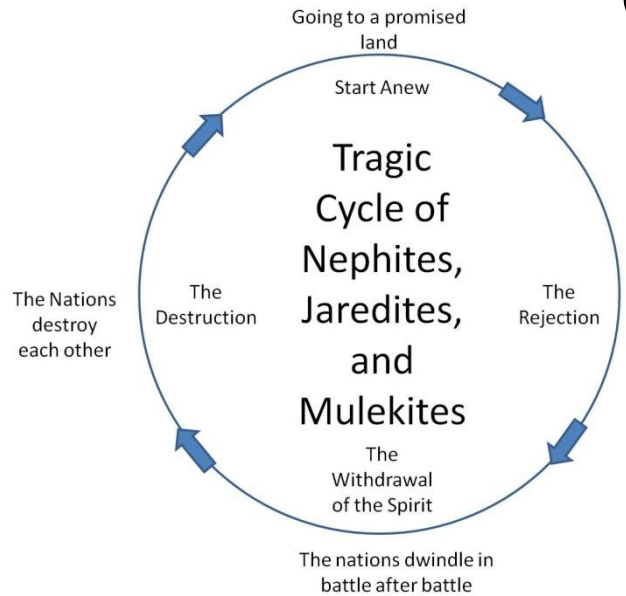 Going to a promised
land
Start Anew
Tragic
Cycle of
Nephites,
Jaredites,
and
Mulekites
The
Rejection
The
Withdrawal
of the Spirit
The nations dwindle in
battle after battle
The
Destruction
The Nations
destroy
each other